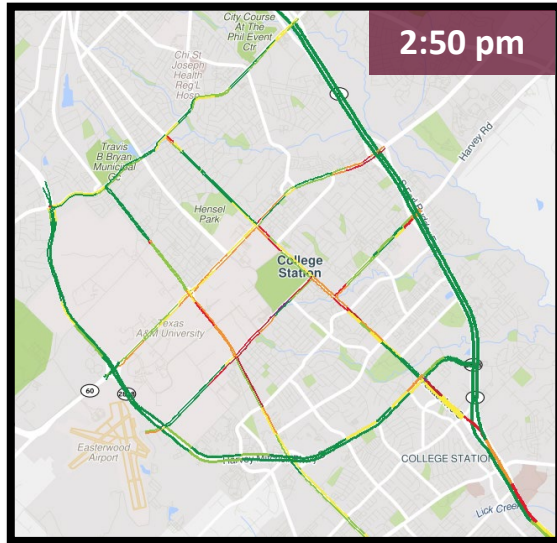 2:50 pm
City Course
At The
Phil Event
Ctr
Chi St
Joseph
Health
Reg'L
Hosp
Harvey Rd
Travis
B Bryan
Municipal
Gc
Hensel
Park
College
Station
Texas
A&M University
60
Easterwood
Airport
COLLEGE STATION
Lick Creek